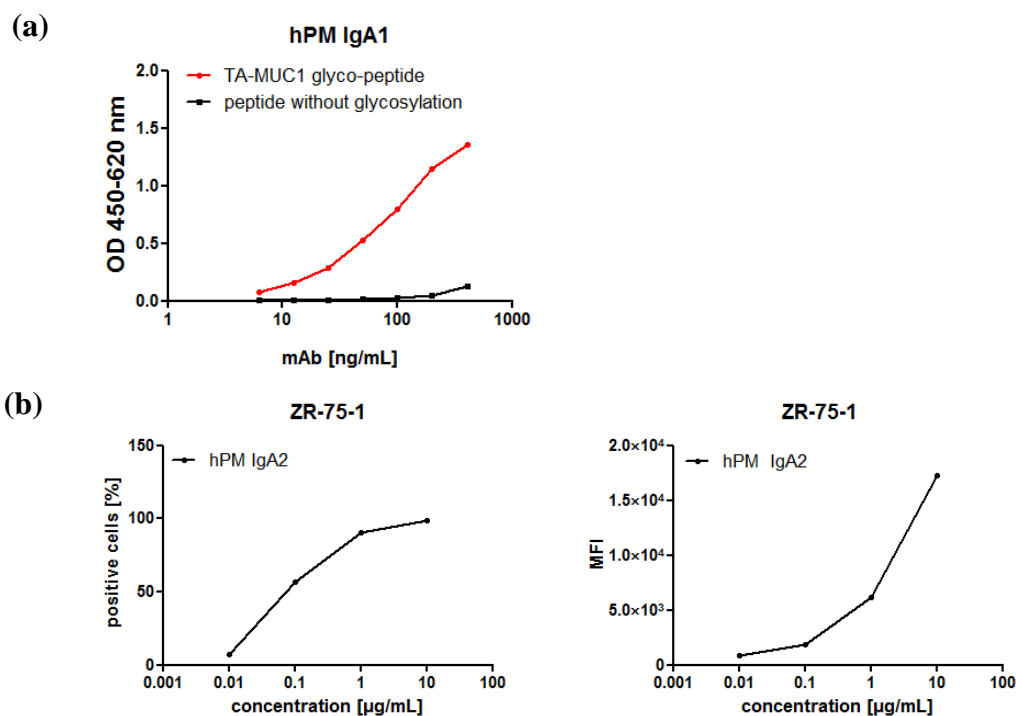 (a)
hPM IgA1
TA-MUC1 glyco-peptide
peptide without glycosylation
OD 450-620 nm
2.0
1.5
1.0
0.5
0.0
1
10
100
1000
mAb [ng/mL]
(b)
ZR-75-1
hPM IgA2
positive cells [%]
150
100
50
0
0.001
0.01
0.1
1
10
100
concentration [µg/mL]
ZR-75-1
hPM IgA2
MFI
2.0×10⁴
1.5×10⁴
1.0×10⁴
5.0×10³
0
0.001
0.01
0.1
1
10
100
concentration [µg/mL]